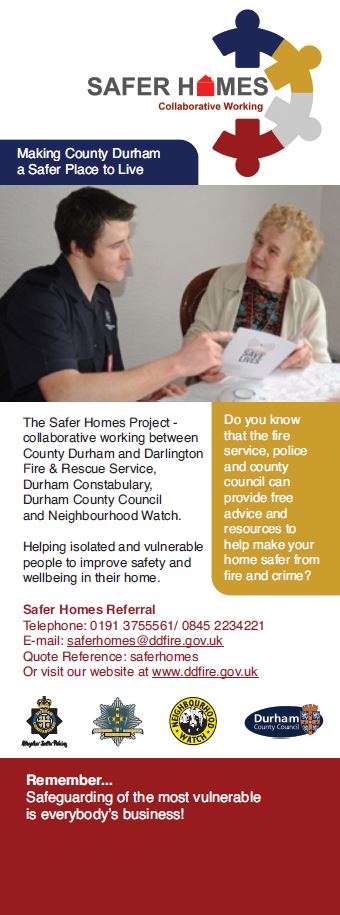 SAFER HOMES
Collaborative Working
Making County Durham
a Safer Place to Live
SAVE
LIVES
The Safer Homes Project -
collaborative working between
County Durham and Darlington
Fire & Rescue Service,
Durham Constabulary,
Durham County Council
and Neighbourhood Watch.
Helping isolated and vulnerable
people to improve safety and
wellbeing in their home.
Do you know
that the fire
service, police
and county
council can
provide free
advice and
resources to
help make your
home safer from
fire and crime?
Safer Homes Referral
Telephone: 0191 3755561/ 0845 2234221
E-mail: saferhomes@ddfire.gov.uk
Quote Reference: saferhomes
Or visit our website at www.ddfire.gov.uk
Altogether Safer Policing
NEIGHBOURHOOD
WATCH
Durham
County Council
Remember...
Safeguarding of the most vulnerable
is everybody's business!